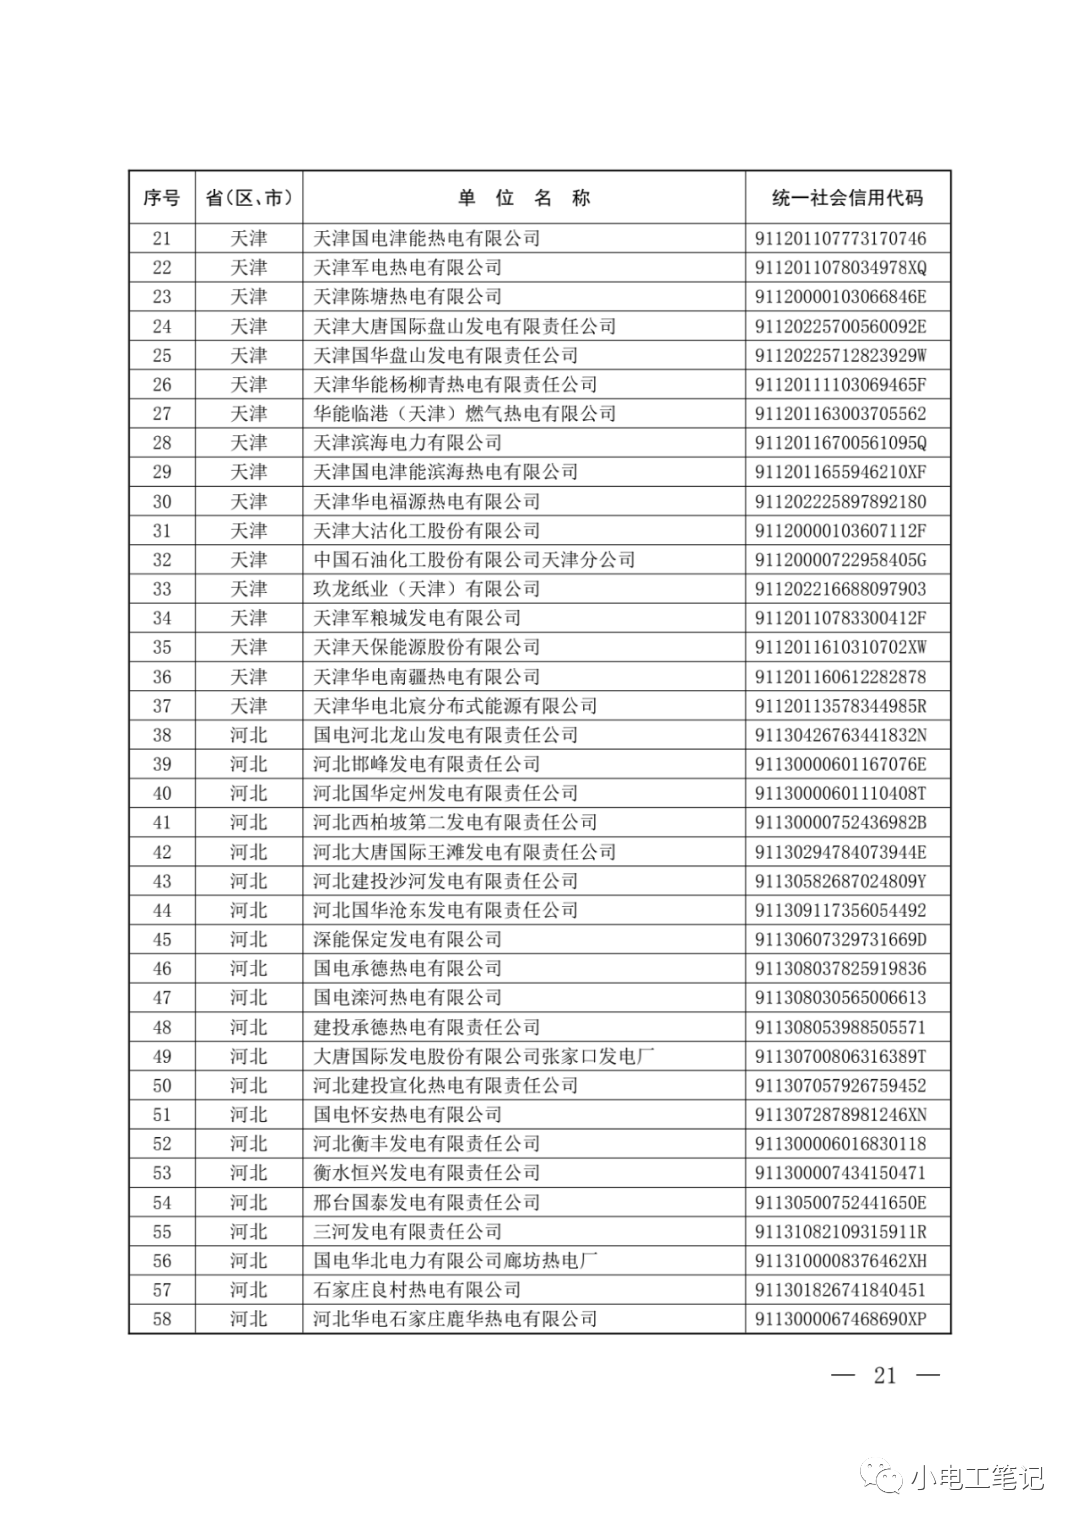 序号 省(区、市) 单 位 名 称 统一社会信用代码
21 天津 天津国电津能热电有限公司 911201107773170746
22 天津 天津军电热电有限公司 9112011078034978XQ
23 天津 天津陈塘热电有限公司 91120000103066846E
24 天津 天津大唐国际盘山发电有限责任公司 91120225700560092E
25 天津 天津国华盘山发电有限责任公司 91120225712823929W
26 天津 天津华能杨柳青热电有限责任公司 91120111103069465F
27 天津 华能临港（天津）燃气热电有限公司 911201163003705562
28 天津 天津滨海电力有限公司 91120116700561095Q
29 天津 天津国电津能滨海热电有限公司 9112011655946210XF
30 天津 天津华电福源热电有限公司 911202225897892180
31 天津 天津大沽化工股份有限公司 91120000103607112F
32 天津 中国石油化工股份有限公司天津分公司 91120000722958405G
33 天津 玖龙纸业（天津）有限公司 911202216688097903
34 天津 天津军粮城发电有限公司 91120110783300412F
35 天津 天津天保能源股份有限公司 9112011610310702XW
36 天津 天津华电南疆热电有限公司 911201160612282878
37 天津 天津华电北宸分布式能源有限公司 91120113578344985R
38 河北 国电河北龙山发电有限责任公司 91130426763441832N
39 河北 河北邯峰发电有限责任公司 91130000601167076E
40 河北 河北国华定州发电有限责任公司 91130000601110408T
41 河北 河北西柏坡第二发电有限责任公司 91130000752436982B
42 河北 河北大唐国际王滩发电有限责任公司 91130294784073944E
43 河北 河北建投沙河发电有限责任公司 91130582687024809Y
44 河北 河北国华沧东发电有限责任公司 911309117356054492
45 河北 深能保定发电有限公司 91130607329731669D
46 河北 国电承德热电有限公司 911308037825919836
47 河北 国电滦河热电有限公司 911308030565006613
48 河北 建投承德热电有限责任公司 911308053988505571
49 河北 大唐国际发电股份有限公司张家口发电厂 91130700806316389T
50 河北 河北建投宣化热电有限责任公司 911307057926759452
51 河北 国电怀安热电有限公司 9113072878981246XN
52 河北 河北衡丰发电有限责任公司 911300006016830118
53 河北 衡水恒兴发电有限责任公司 911300007434150471
54 河北 邢台国泰发电有限责任公司 91130500752441650E
55 河北 三河发电有限责任公司 91131082109315911R
56 河北 国电华北电力有限公司廊坊热电厂 9113100008376462XH
57 河北 石家庄良村热电有限公司 911301826741840451
58 河北 河北华电石家庄鹿华热电有限公司 9113000067468690XP
— 21 —
小电工笔记